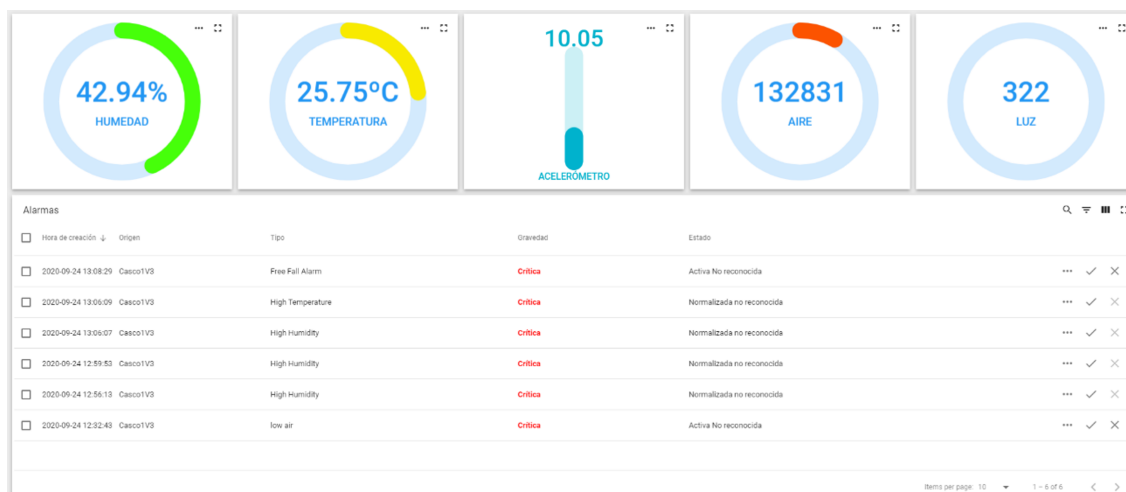 42.94%
HUMEDAD
25.75ºC
TEMPERATURA
10.05
ACELERÓMETRO
132831
AIRE
322
LUZ
Alarmas
Hora de creación ↓ Origen Tipo Gravedad Estado
2020-09-24 13:08:29 Casco1V3 Free Fall Alarm Crítica Activa No reconocida
2020-09-24 13:06:09 Casco1V3 High Temperature Crítica Normalizada no reconocida
2020-09-24 13:06:07 Casco1V3 High Humidity Crítica Normalizada no reconocida
2020-09-24 12:59:53 Casco1V3 High Humidity Crítica Normalizada no reconocida
2020-09-24 12:56:13 Casco1V3 High Humidity Crítica Normalizada no reconocida
2020-09-24 12:32:43 Casco1V3 low air Crítica Activa No reconocida
Items per page: 10 1 – 6 of 6